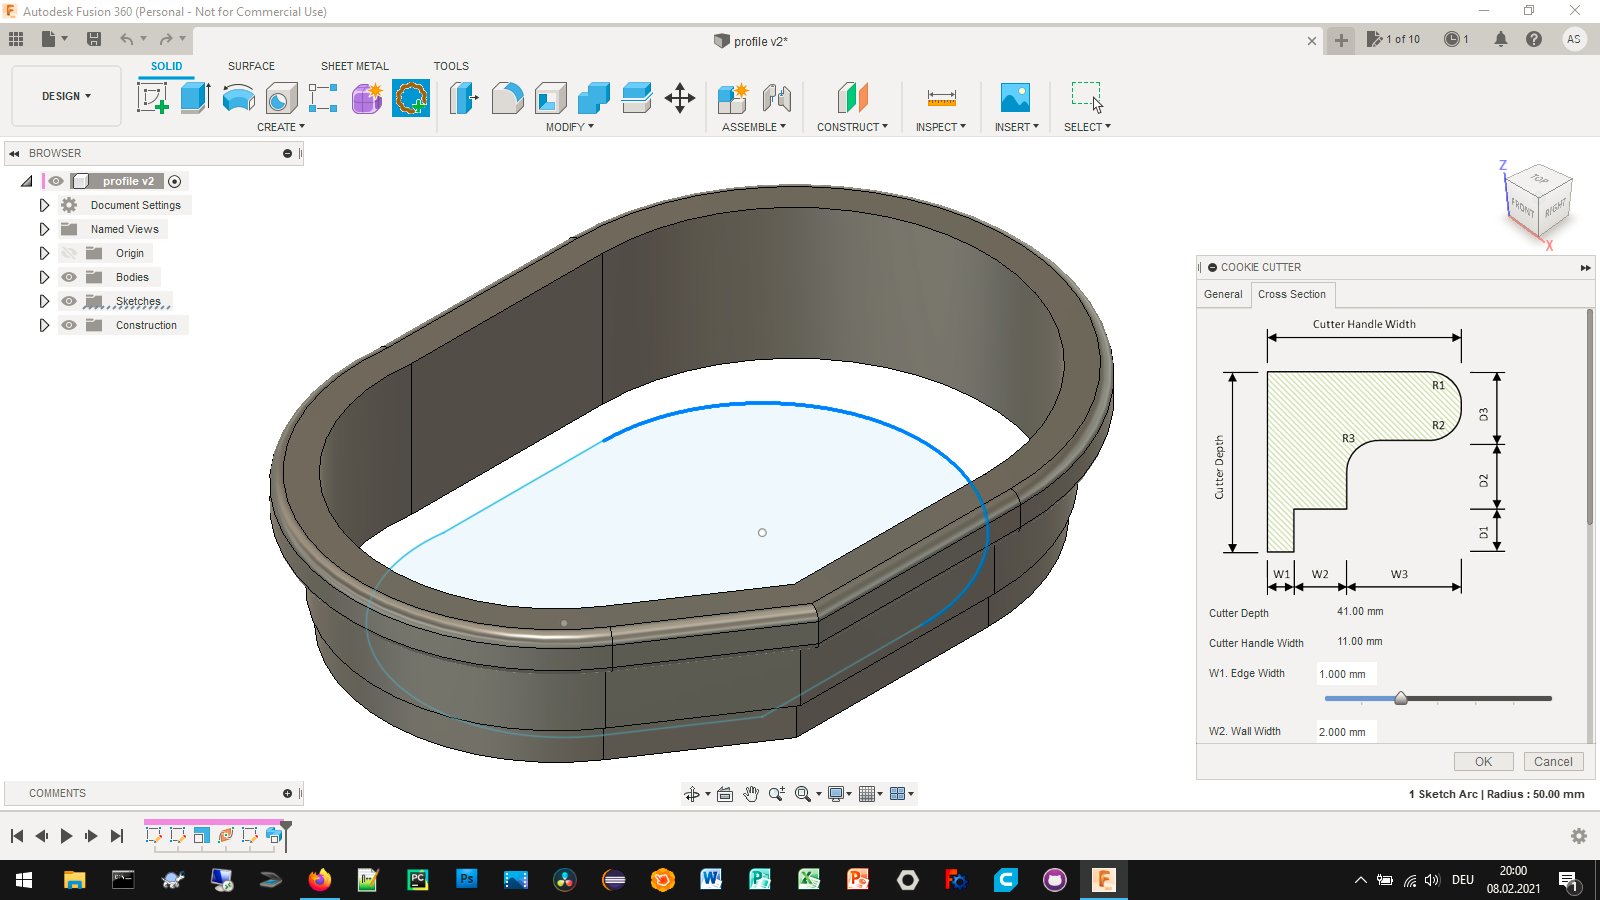 Autodesk Fusion 360 (Personal - Not for Commercial Use)
profile v2*
1 of 10
1
AS
DESIGN
SOLID
SURFACE
SHEET METAL
TOOLS
CREATE
MODIFY
ASSEMBLE
CONSTRUCT
INSPECT
INSERT
SELECT
BROWSER
profile v2
Document Settings
Named Views
Origin
Bodies
Sketches
Construction
Z
TOP
FRONT
RIGHT
X
COOKIE CUTTER
General
Cross Section
Cutter Handle Width
R1
R2
R3
D3
D2
D1
Cutter Depth
W1
W2
W3
Cutter Depth 41.00 mm
Cutter Handle Width 11.00 mm
W1. Edge Width 1.000 mm
W2. Wall Width 2.000 mm
OK
Cancel
COMMENTS
1 Sketch Arc | Radius : 50.00 mm
DEU
20:00
08.02.2021
1